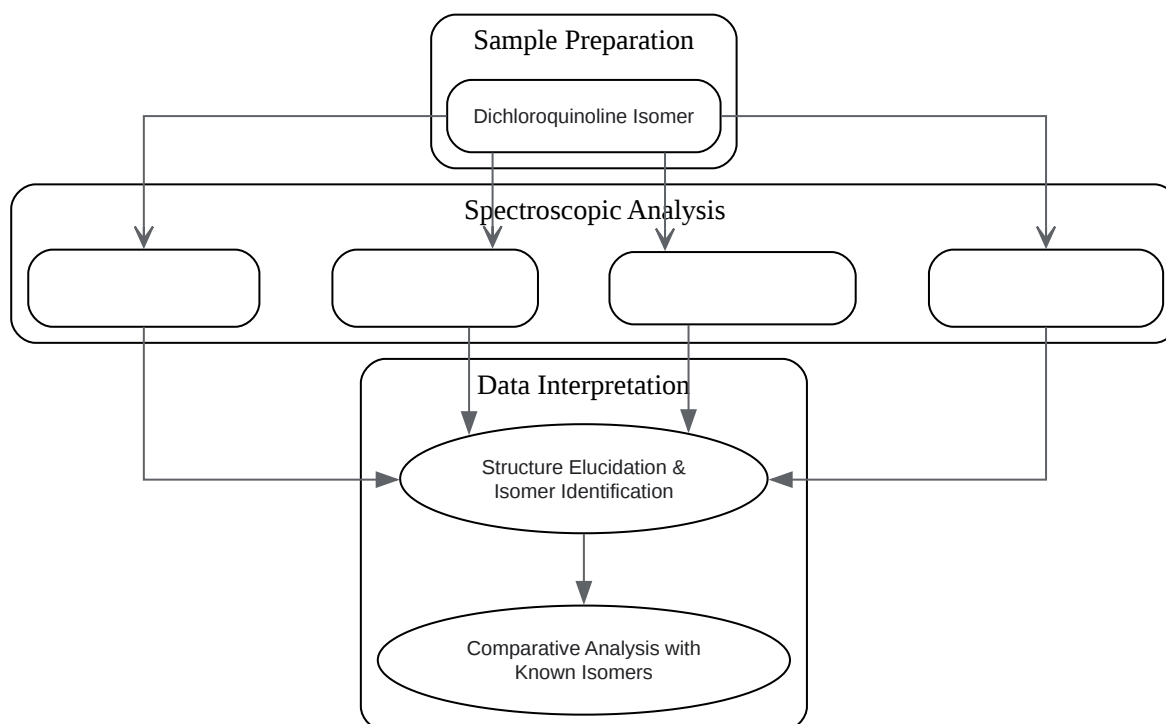 Sample Preparation
Dichloroquinoline Isomer
Spectroscopic Analysis
Data Interpretation
Structure Elucidation &
Isomer Identification
Comparative Analysis with
Known Isomers